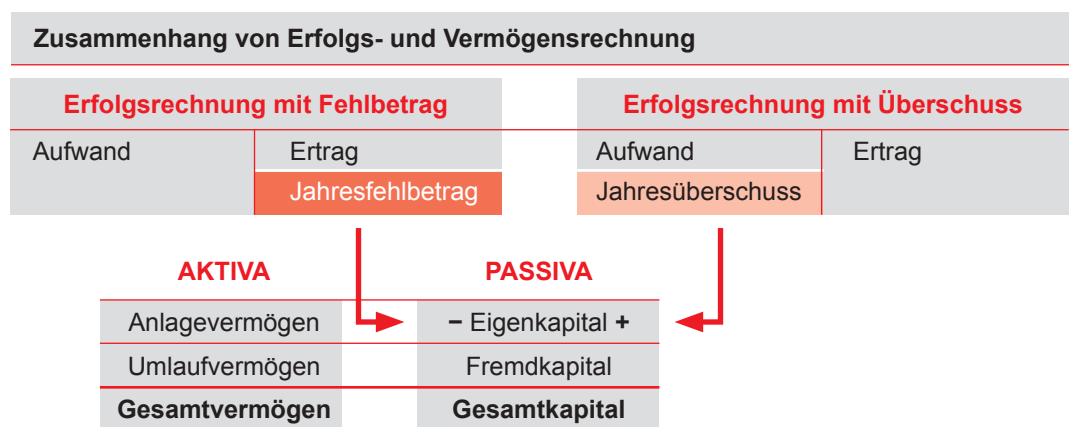 Zusammenhang von Erfolgs- und Vermögensrechnung
Erfolgsrechnung mit Fehlbetrag
Erfolgsrechnung mit Überschuss
Aufwand Ertrag
Jahresfehlbetrag
Aufwand Ertrag
Jahresüberschuss
AKTIVA PASSIVA
Anlagevermögen – Eigenkapital +
Umlaufvermögen Fremdkapital
Gesamtvermögen Gesamtkapital